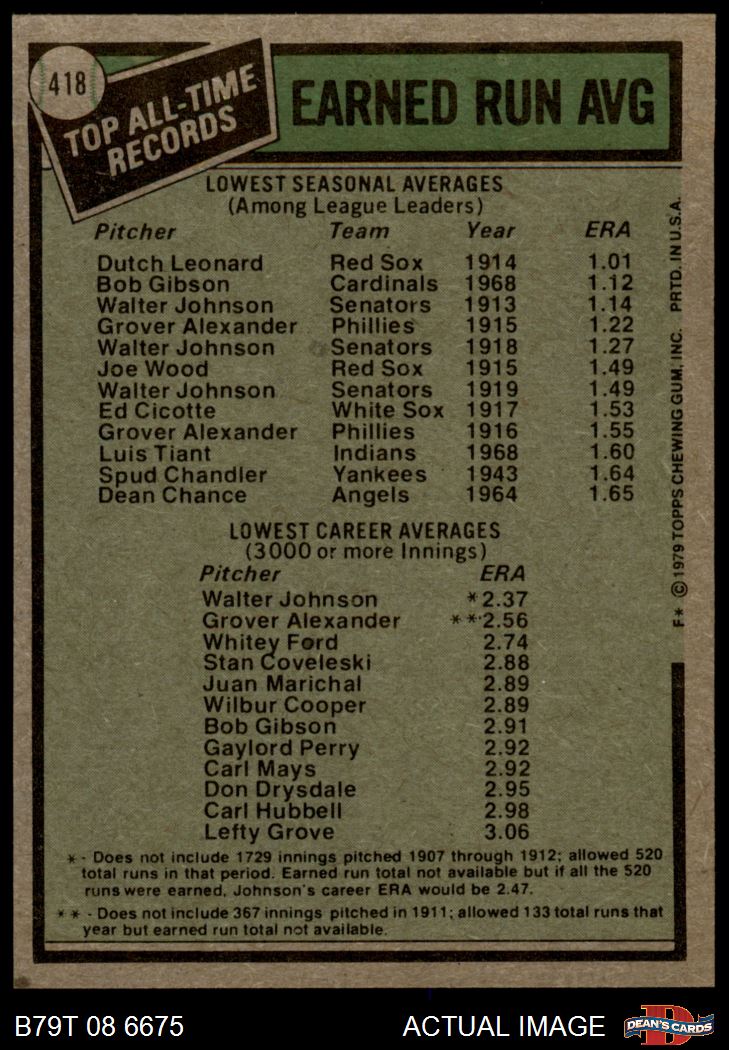 418
TOP ALL-TIME
RECORDS
EARNED RUN AVG
LOWEST SEASONAL AVERAGES
(Among League Leaders)
Pitcher Team Year ERA
Dutch Leonard Red Sox 1914 1.01
Bob Gibson Cardinals 1968 1.12
Walter Johnson Senators 1913 1.14
Grover Alexander Phillies 1915 1.22
Walter Johnson Senators 1918 1.27
Joe Wood Red Sox 1915 1.49
Walter Johnson Senators 1919 1.49
Ed Cicotte White Sox 1917 1.53
Grover Alexander Phillies 1916 1.55
Luis Tiant Indians 1968 1.60
Spud Chandler Yankees 1943 1.64
Dean Chance Angels 1964 1.65
LOWEST CAREER AVERAGES
(3000 or more Innings)
Pitcher ERA
Walter Johnson *2.37
Grover Alexander **2.56
Whitey Ford 2.74
Stan Coveleski 2.88
Juan Marichal 2.89
Wilbur Cooper 2.89
Bob Gibson 2.91
Gaylord Perry 2.92
Carl Mays 2.92
Don Drysdale 2.95
Carl Hubbell 2.98
Lefty Grove 3.06
* - Does not include 1729 innings pitched 1907 through 1912; allowed 520
total runs in that period. Earned run total not available but if all the 520
runs were earned, Johnson's career ERA would be 2.47.
* * - Does not include 367 innings pitched in 1911; allowed 133 total runs that
year but earned run total not available.
F* © 1979 TOPPS CHEWING GUM, INC. PRTD. IN U.S.A.
B79T 08 6675 ACTUAL IMAGE
D
DEAN'S CARDS